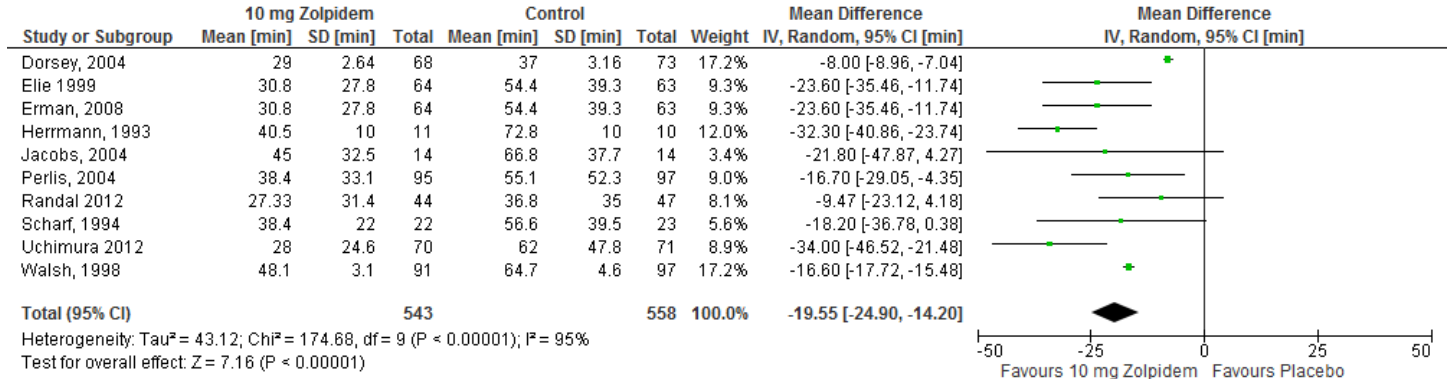 10 mg Zolpidem Control Mean Difference Mean Difference
Study or Subgroup Mean [min] SD [min] Total Mean [min] SD [min] Total Weight IV, Random, 95% CI [min] IV, Random, 95% CI [min]
Dorsey, 2004 29 2.64 68 37 3.16 73 17.2% -8.00 [-8.96, -7.04]
Elie 1999 30.8 27.8 64 54.4 39.3 63 9.3% -23.60 [-35.46, -11.74]
Erman, 2008 30.8 27.8 64 54.4 39.3 63 9.3% -23.60 [-35.46, -11.74]
Herrmann, 1993 40.5 10 11 72.8 10 10 12.0% -32.30 [-40.86, -23.74]
Jacobs, 2004 45 32.5 14 66.8 37.7 14 3.4% -21.80 [-47.87, 4.27]
Perlis, 2004 38.4 33.1 95 55.1 52.3 97 9.0% -16.70 [-29.05, -4.35]
Randal 2012 27.33 31.4 44 36.8 35 47 8.1% -9.47 [-23.12, 4.18]
Scharf, 1994 38.4 22 22 56.6 39.5 23 5.6% -18.20 [-36.78, 0.38]
Uchimura 2012 28 24.6 70 62 47.8 71 8.9% -34.00 [-46.52, -21.48]
Walsh, 1998 48.1 3.1 91 64.7 4.6 97 17.2% -16.60 [-17.72, -15.48]
Total (95% CI) 543 558 100.0% -19.55 [-24.90, -14.20]
Heterogeneity: Tau² = 43.12; Chi² = 174.68, df = 9 (P < 0.00001); I² = 95%
Test for overall effect: Z = 7.16 (P < 0.00001)
-50 -25 0 25 50
Favours 10 mg Zolpidem Favours Placebo